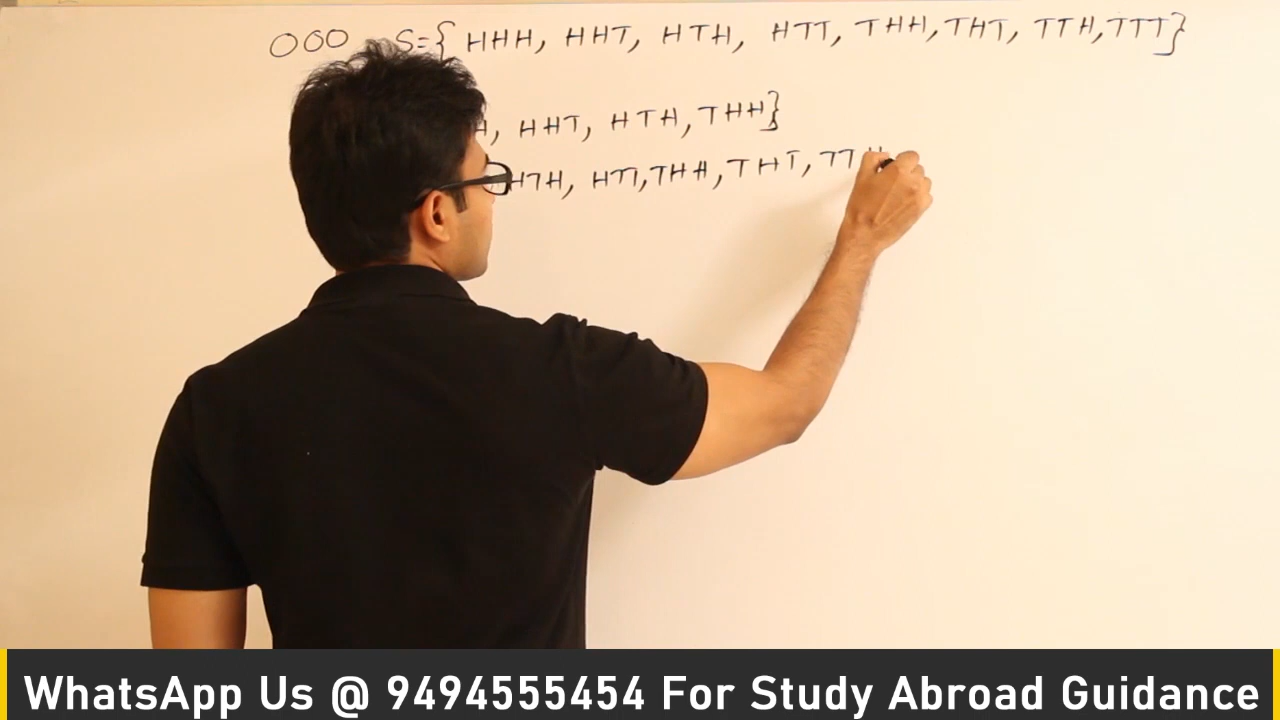 OOO S={ HHH, HHT, HTH, HTT, THH, THT, TTH, TTT}
H, HHT, HTH, THH}
HTH, HTT, THH, THT, TTH
WhatsApp Us @ 9494555454 For Study Abroad Guidance